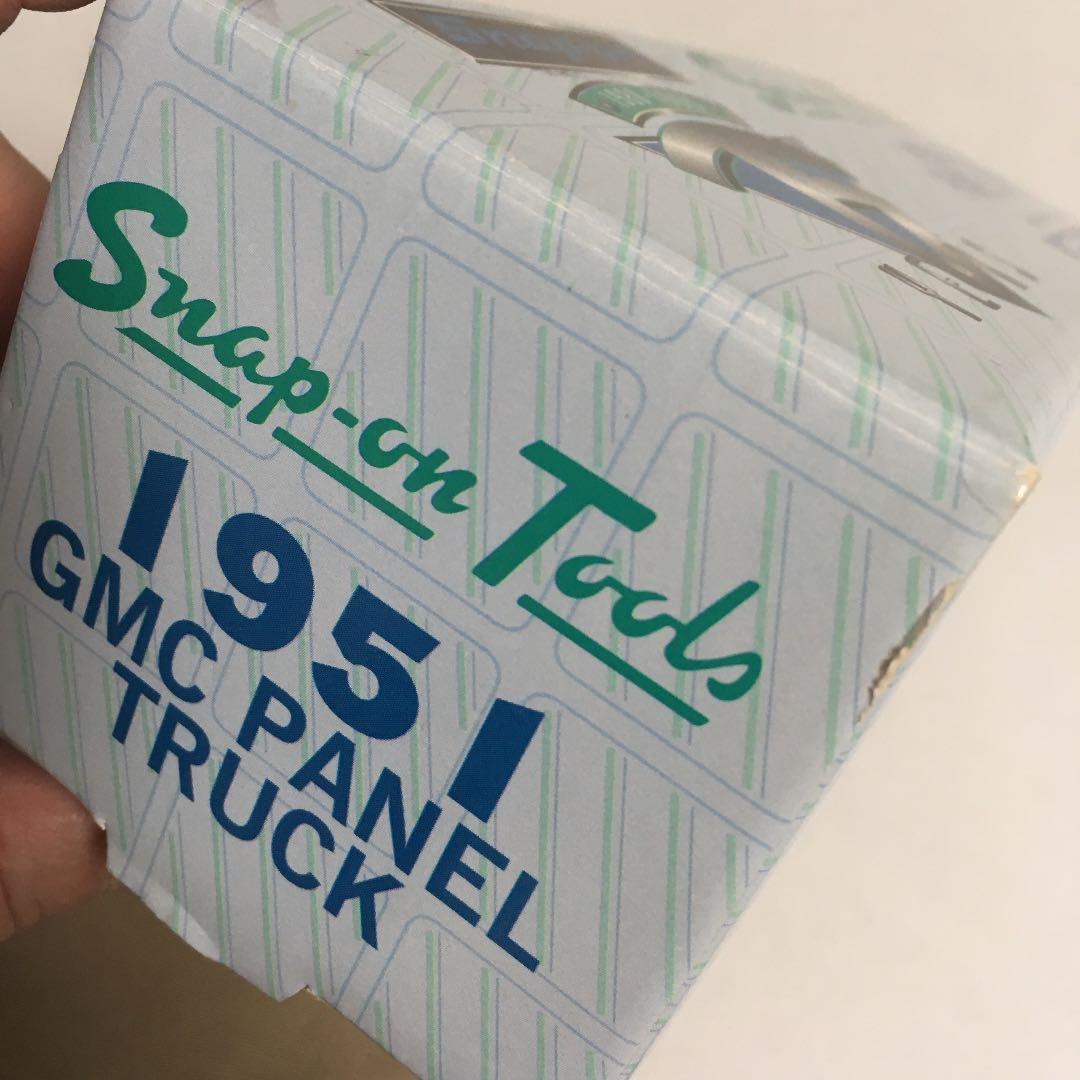 Snap-on Tools
1951
GMC PANEL
TRUCK